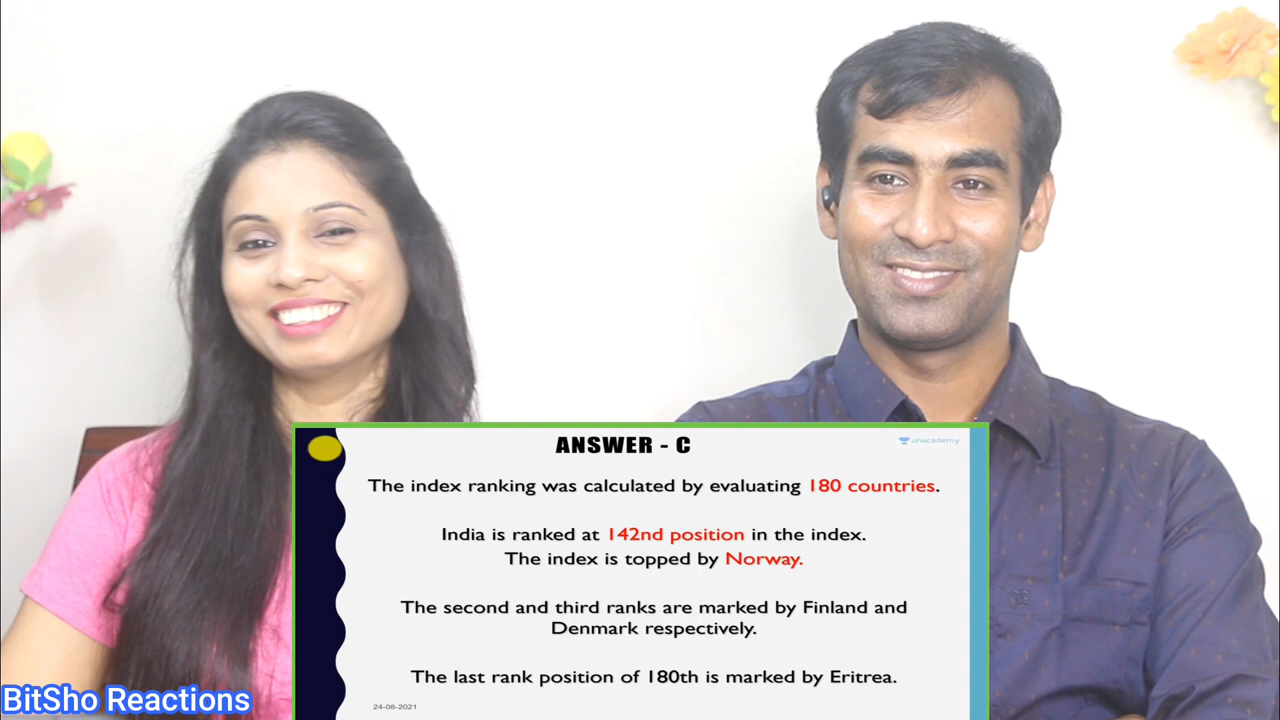 ANSWER - C
unacademy
The index ranking was calculated by evaluating 180 countries.
India is ranked at 142nd position in the index.
The index is topped by Norway.
The second and third ranks are marked by Finland and
Denmark respectively.
The last rank position of 180th is marked by Eritrea.
24-08-2021
BitSho Reactions